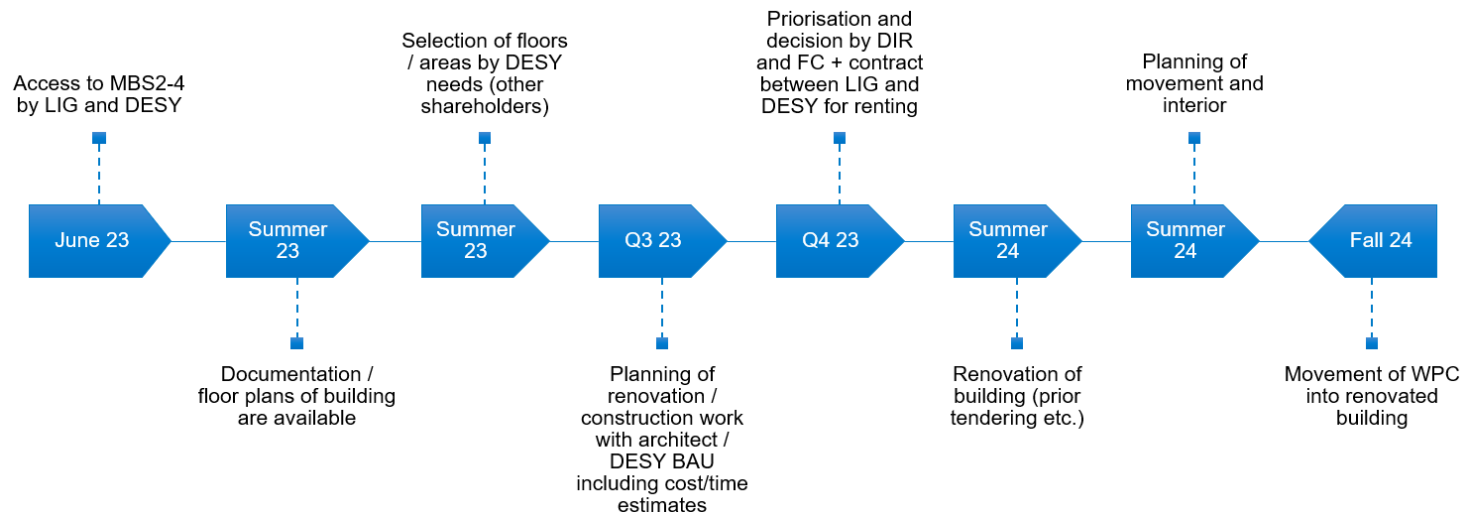 Access to MBS2-4
by LIG and DESY
Selection of floors
/ areas by DESY
needs (other
shareholders)
Priorisation and
decision by DIR
and FC + contract
between LIG and
DESY for renting
Planning of
movement and
interior
June 23
Summer
23
Summer
23
Q3 23
Q4 23
Summer
24
Summer
24
Fall 24
Documentation /
floor plans of building
are available
Planning of
renovation /
construction work
with architect /
DESY BAU
including cost/time
estimates
Renovation of
building (prior
tendering etc.)
Movement of WPC
into renovated
building